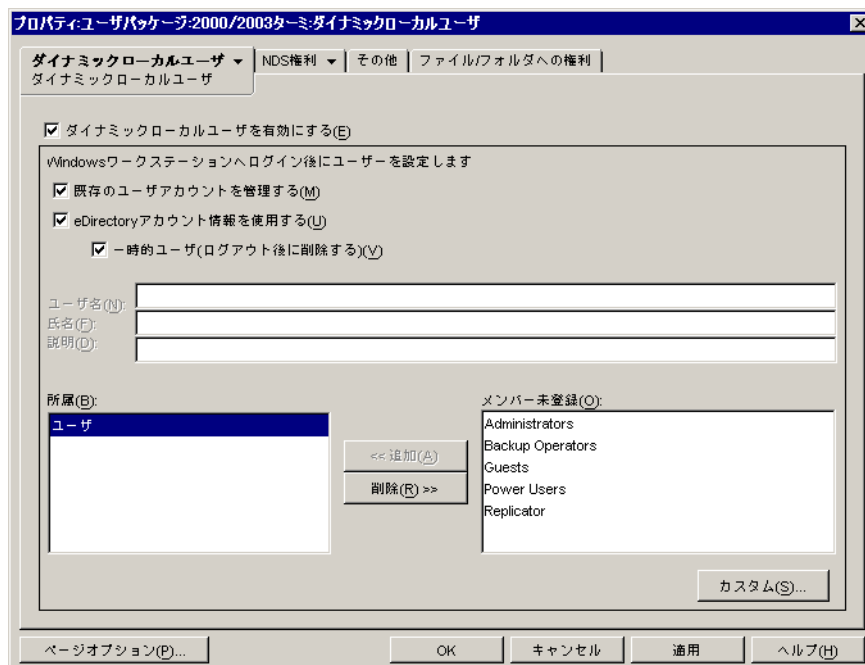 プロパティ:ユーザパッケージ:2000/2003ターミ:ダイナミックローカルユーザ
ダイナミックローカルユーザ NDS権利 その他 ファイル/フォルダへの権利
ダイナミックローカルユーザ
ダイナミックローカルユーザを有効にする(E)
Windowsワークステーションへログイン後にユーザーを設定します
既存のユーザアカウントを管理する(M)
eDirectoryアカウント情報を使用する(U)
一時的ユーザ(ログアウト後に削除する)(V)
ユーザ名(N):
氏名(F):
説明(D):
所属(B):
ユーザ
<< 追加(A)
削除(R) >>
メンバー未登録(O):
Administrators
Backup Operators
Guests
Power Users
Replicator
カスタム(S)...
ページオプション(P)... OK キャンセル 適用 ヘルプ(H)